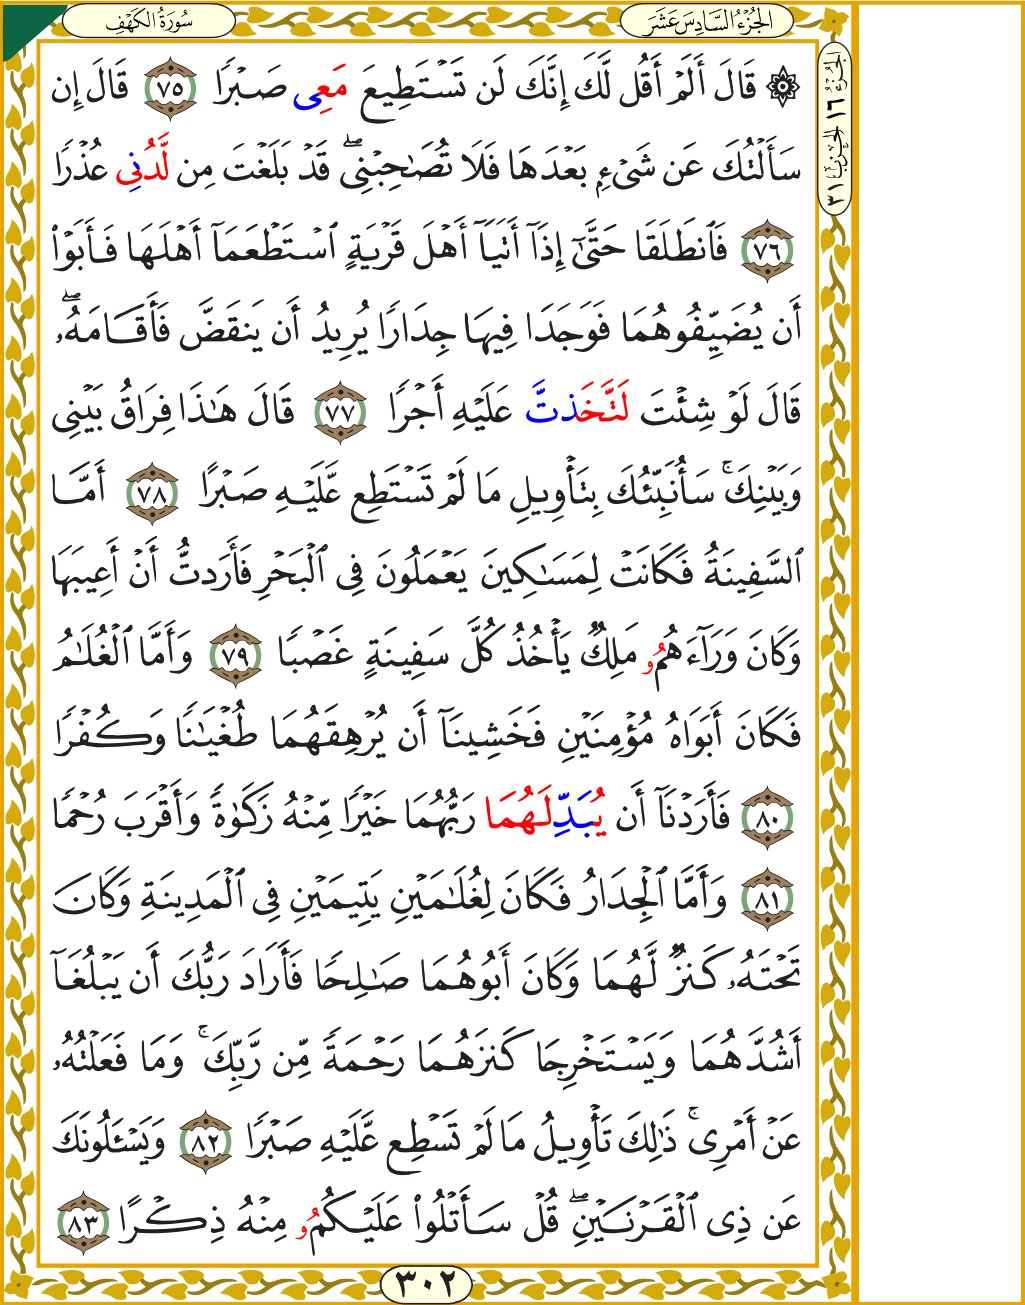 الجُزْءُ السَّادِسَ عَشَرَ
سُورَةُ الكَهْفِ
الجزء ١٦ الحزب ٣١
۞ قَالَ أَلَمْ أَقُل لَّكَ إِنَّكَ لَن تَسْتَطِيعَ مَعِى صَبْرًا ٧٥ قَالَ إِن
سَأَلْتُكَ عَن شَىْءِۭ بَعْدَهَا فَلَا تُصَـٰحِبْنِى ۖ قَدْ بَلَغْتَ مِن لَّدُنِى عُذْرًا
٧٦ فَٱنطَلَقَا حَتَّىٰٓ إِذَآ أَتَيَآ أَهْلَ قَرْيَةٍ ٱسْتَطْعَمَآ أَهْلَهَا فَأَبَوْا۟
أَن يُضَيِّفُوهُمَا فَوَجَدَا فِيهَا جِدَارًا يُرِيدُ أَن يَنقَضَّ فَأَقَامَهُۥ ۖ
قَالَ لَوْ شِئْتَ لَتَّخَذتَّ عَلَيْهِ أَجْرًا ٧٧ قَالَ هَـٰذَا فِرَاقُ بَيْنِى
وَبَيْنِكَ ۚ سَأُنَبِّئُكَ بِتَأْوِيلِ مَا لَمْ تَسْتَطِع عَّلَيْهِ صَبْرًا ٧٨ أَمَّا
ٱلسَّفِينَةُ فَكَانَتْ لِمَسَـٰكِينَ يَعْمَلُونَ فِى ٱلْبَحْرِ فَأَرَدتُّ أَنْ أَعِيبَهَا
وَكَانَ وَرَآءَهُمُۥ مَلِكٌ يَأْخُذُ كُلَّ سَفِينَةٍ غَصْبًا ٧٩ وَأَمَّا ٱلْغُلَـٰمُ
فَكَانَ أَبَوَاهُ مُؤْمِنَيْنِ فَخَشِينَآ أَن يُرْهِقَهُمَا طُغْيَـٰنًا وَكُفْرًا
٨٠ فَأَرَدْنَآ أَن يُبَدِّلَهُمَا رَبُّهُمَا خَيْرًا مِّنْهُ زَكَوٰةً وَأَقْرَبَ رُحْمًا
٨١ وَأَمَّا ٱلْجِدَارُ فَكَانَ لِغُلَـٰمَيْنِ يَتِيمَيْنِ فِى ٱلْمَدِينَةِ وَكَانَ
تَحْتَهُۥ كَنزٌ لَّهُمَا وَكَانَ أَبُوهُمَا صَـٰلِحًا فَأَرَادَ رَبُّكَ أَن يَبْلُغَآ
أَشُدَّهُمَا وَيَسْتَخْرِجَا كَنزَهُمَا رَحْمَةً مِّن رَّبِّكَ ۚ وَمَا فَعَلْتُهُۥ
عَنْ أَمْرِى ۚ ذَٰلِكَ تَأْوِيلُ مَا لَمْ تَسْطِع عَّلَيْهِ صَبْرًا ٨٢ وَيَسْـَٔلُونَكَ
عَن ذِى ٱلْقَرْنَيْنِ ۖ قُلْ سَأَتْلُوا۟ عَلَيْكُمُۥ مِنْهُ ذِكْرًا ٨٣
٣٠٢